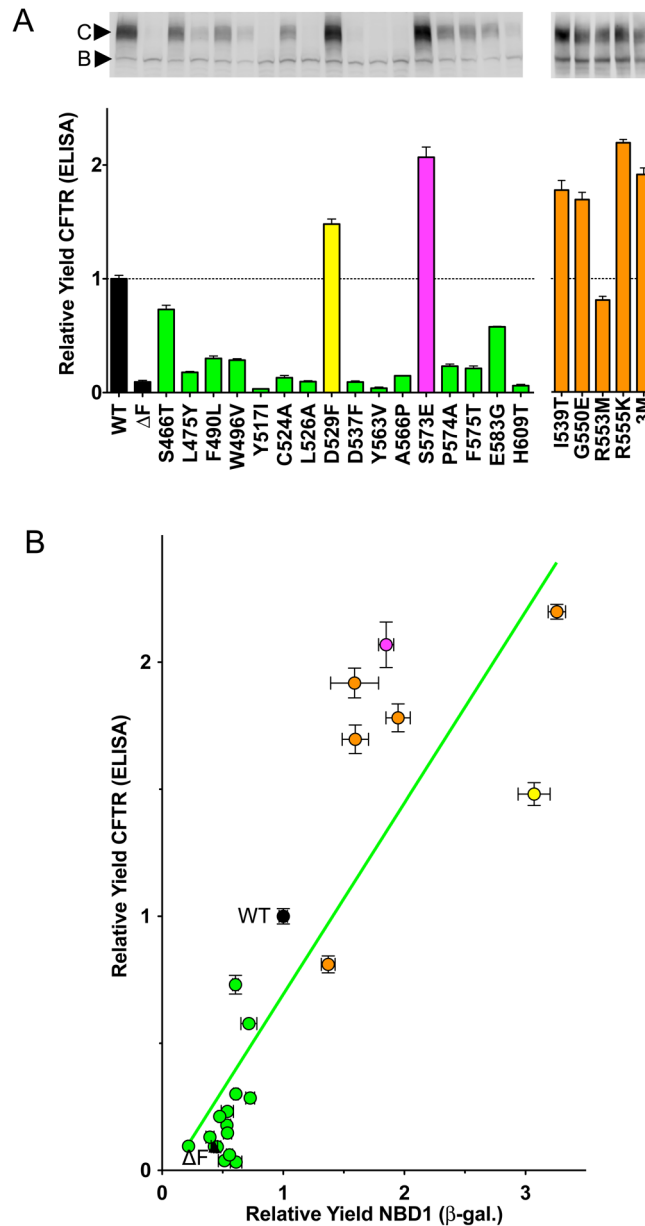 A
C
B
Relative Yield CFTR (ELISA)
2
1
0
WT
ΔF
S466T
L475Y
F490L
W496V
Y517I
C524A
L526A
D529F
D537F
Y563V
A566P
S573E
P574A
F575T
E583G
H609T
I539T
G550E
R553M
R555K
3M
B
Relative Yield CFTR (ELISA)
2
1
0
WT
ΔF
0
1
2
3
Relative Yield NBD1 (β-gal.)